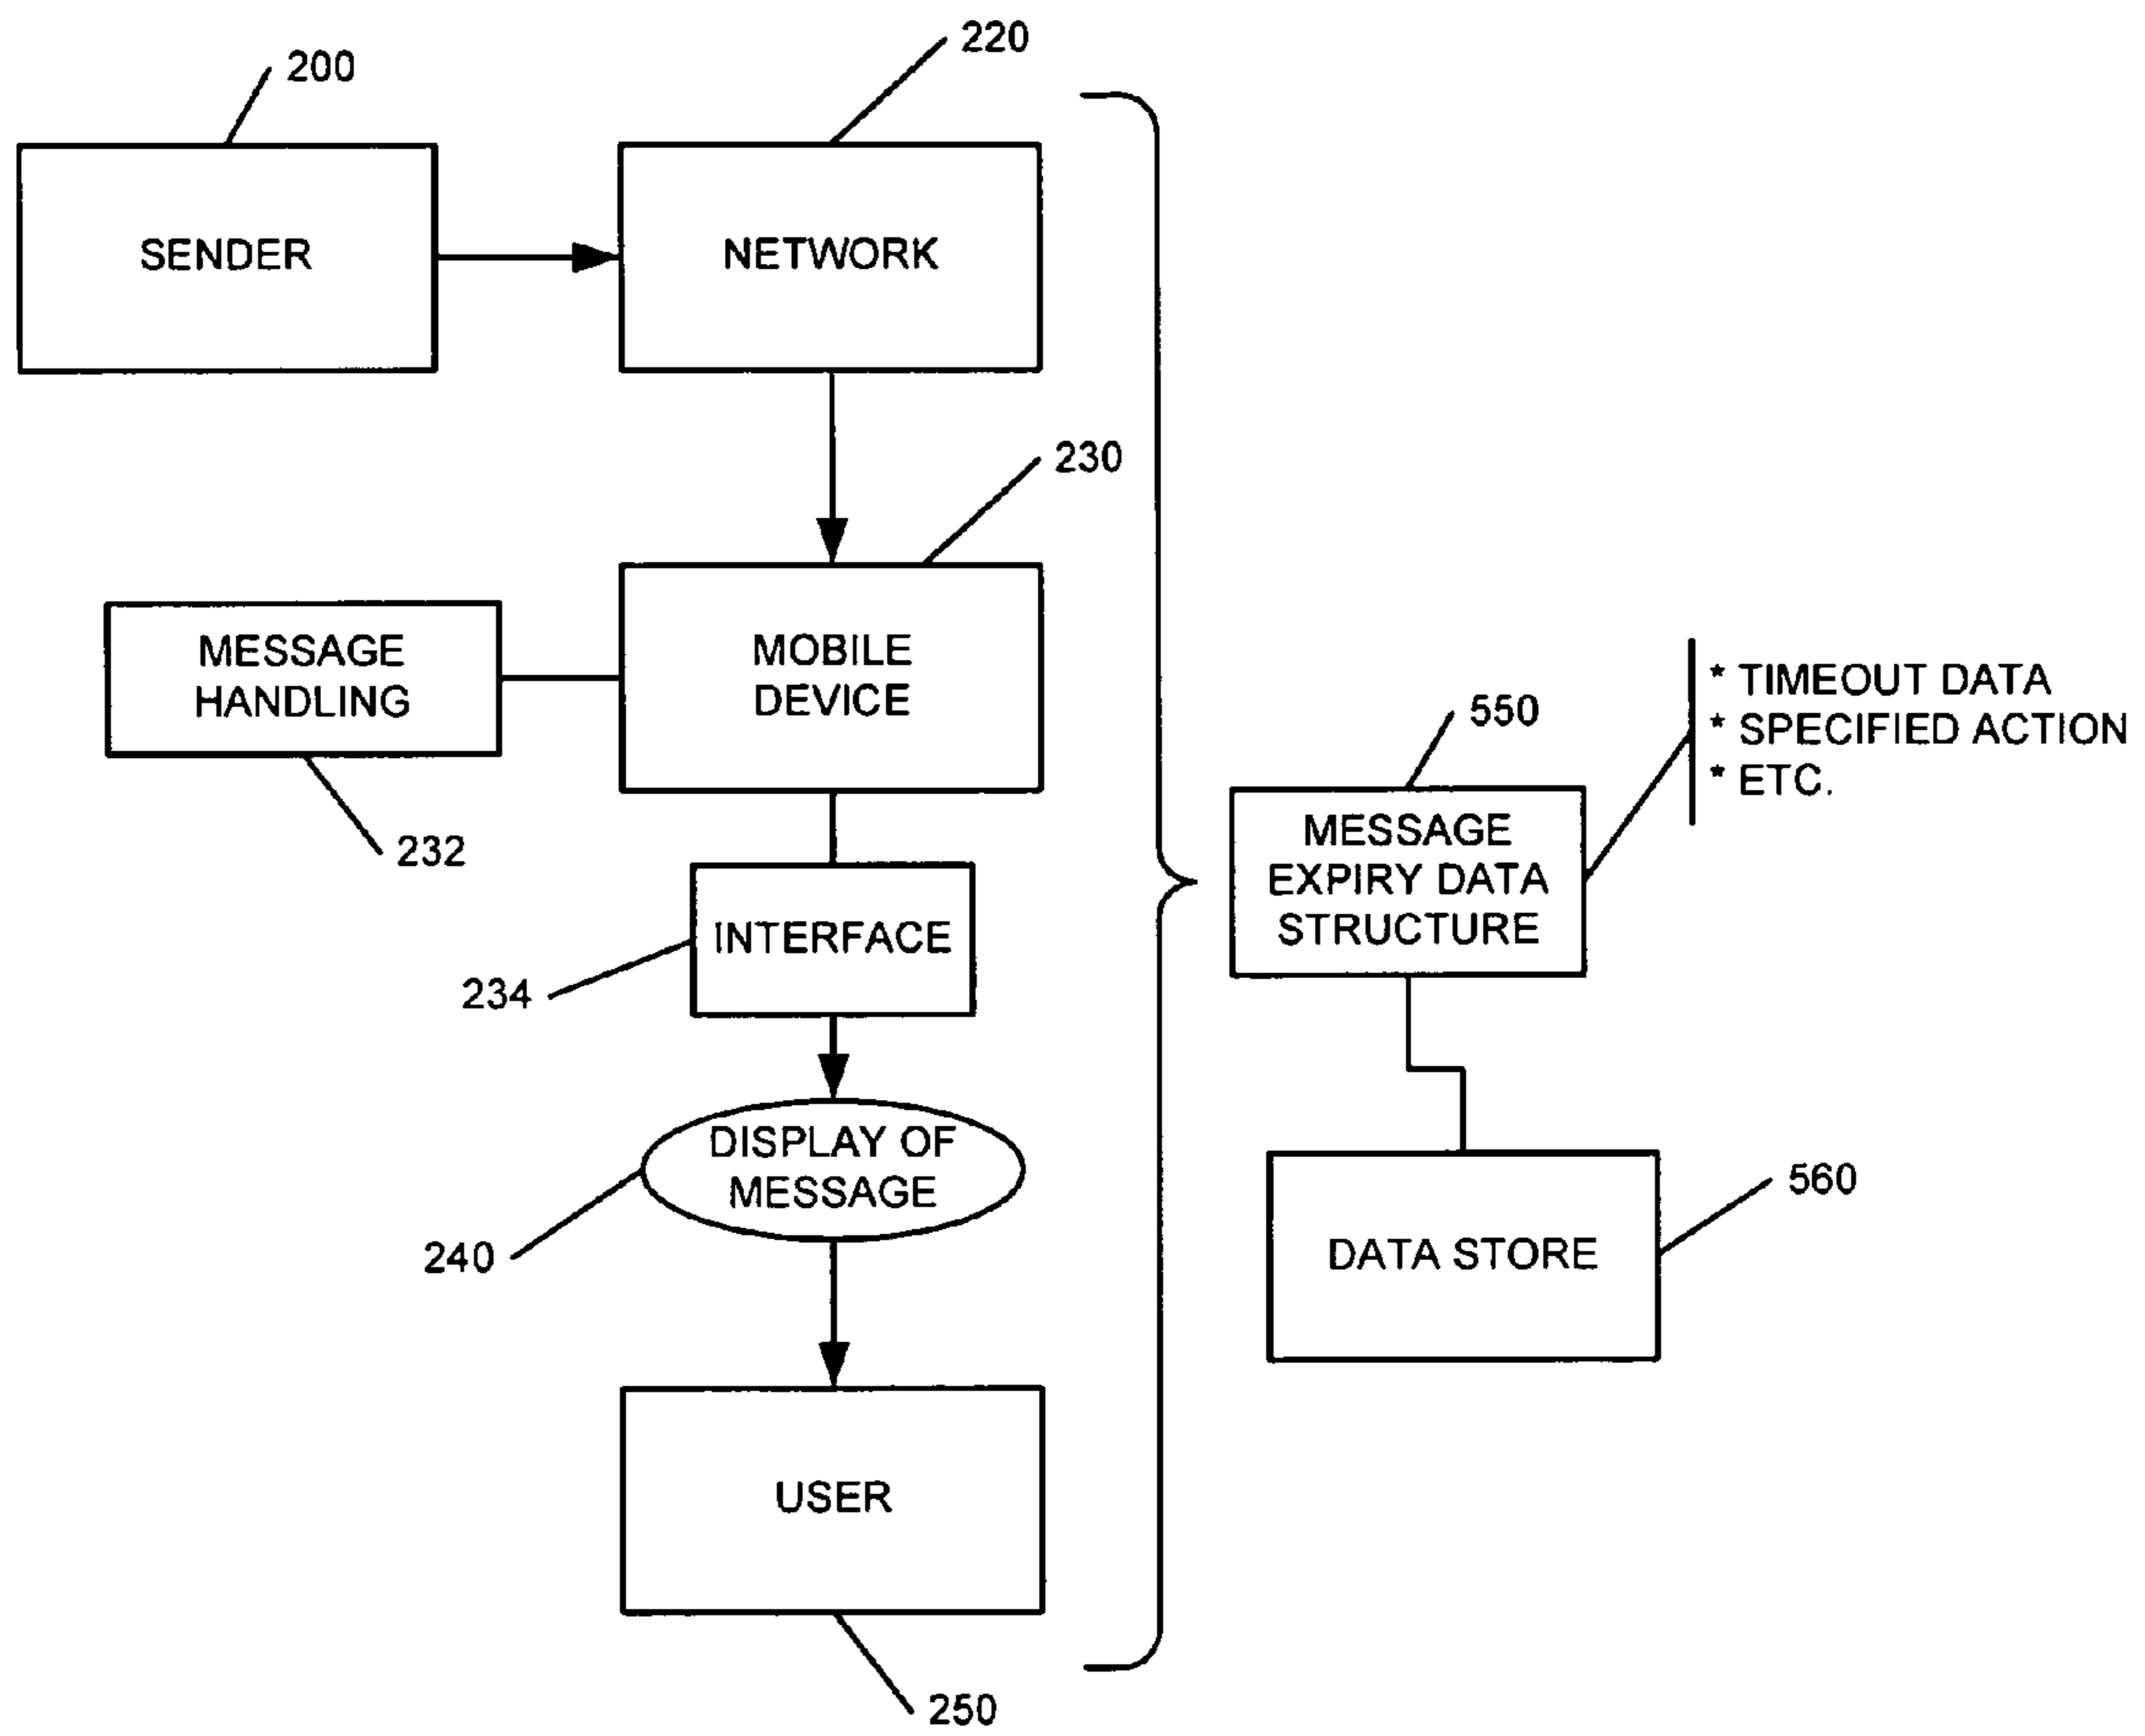 200
220
SENDER
NETWORK
230
MESSAGE
HANDLING
MOBILE
DEVICE
232
INTERFACE
234
DISPLAY OF
MESSAGE
240
USER
250
* TIMEOUT DATA
* SPECIFIED ACTION
* ETC.
550
MESSAGE
EXPIRY DATA
STRUCTURE
560
DATA STORE